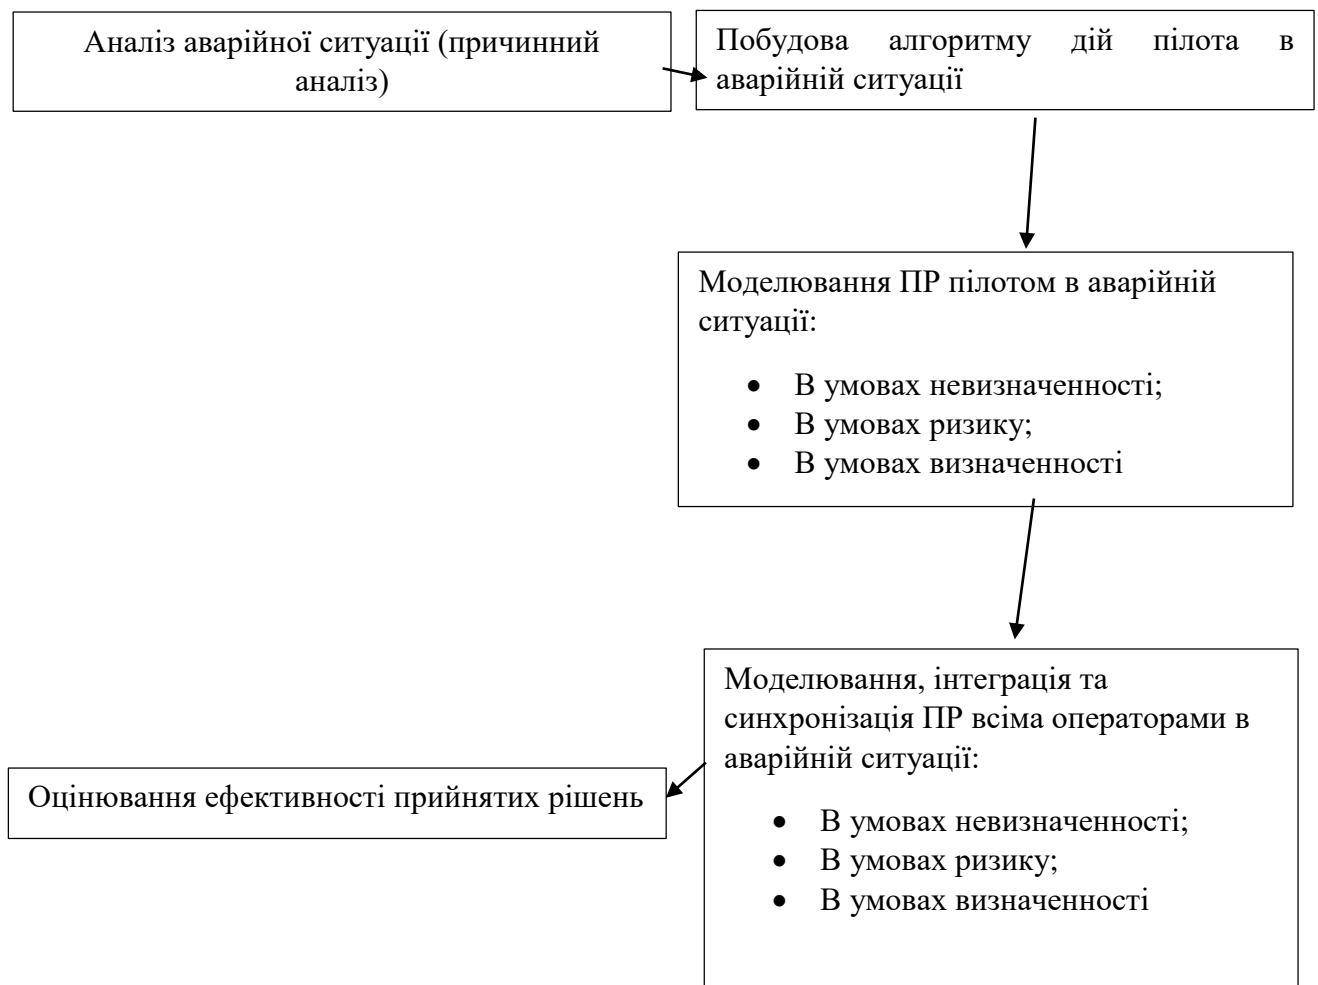 Аналіз аварійної ситуації (причинний
аналіз)
Побудова алгоритму дій пілота в
аварійній ситуації
Моделювання ПР пілотом в аварійній
ситуації:
• В умовах невизначенності;
• В умовах ризику;
• В умовах визначенності
Моделювання, інтеграція та
синхронізація ПР всіма операторами в
аварійній ситуації:
• В умовах невизначенності;
• В умовах ризику;
• В умовах визначенності
Оцінювання ефективності прийнятих рішень